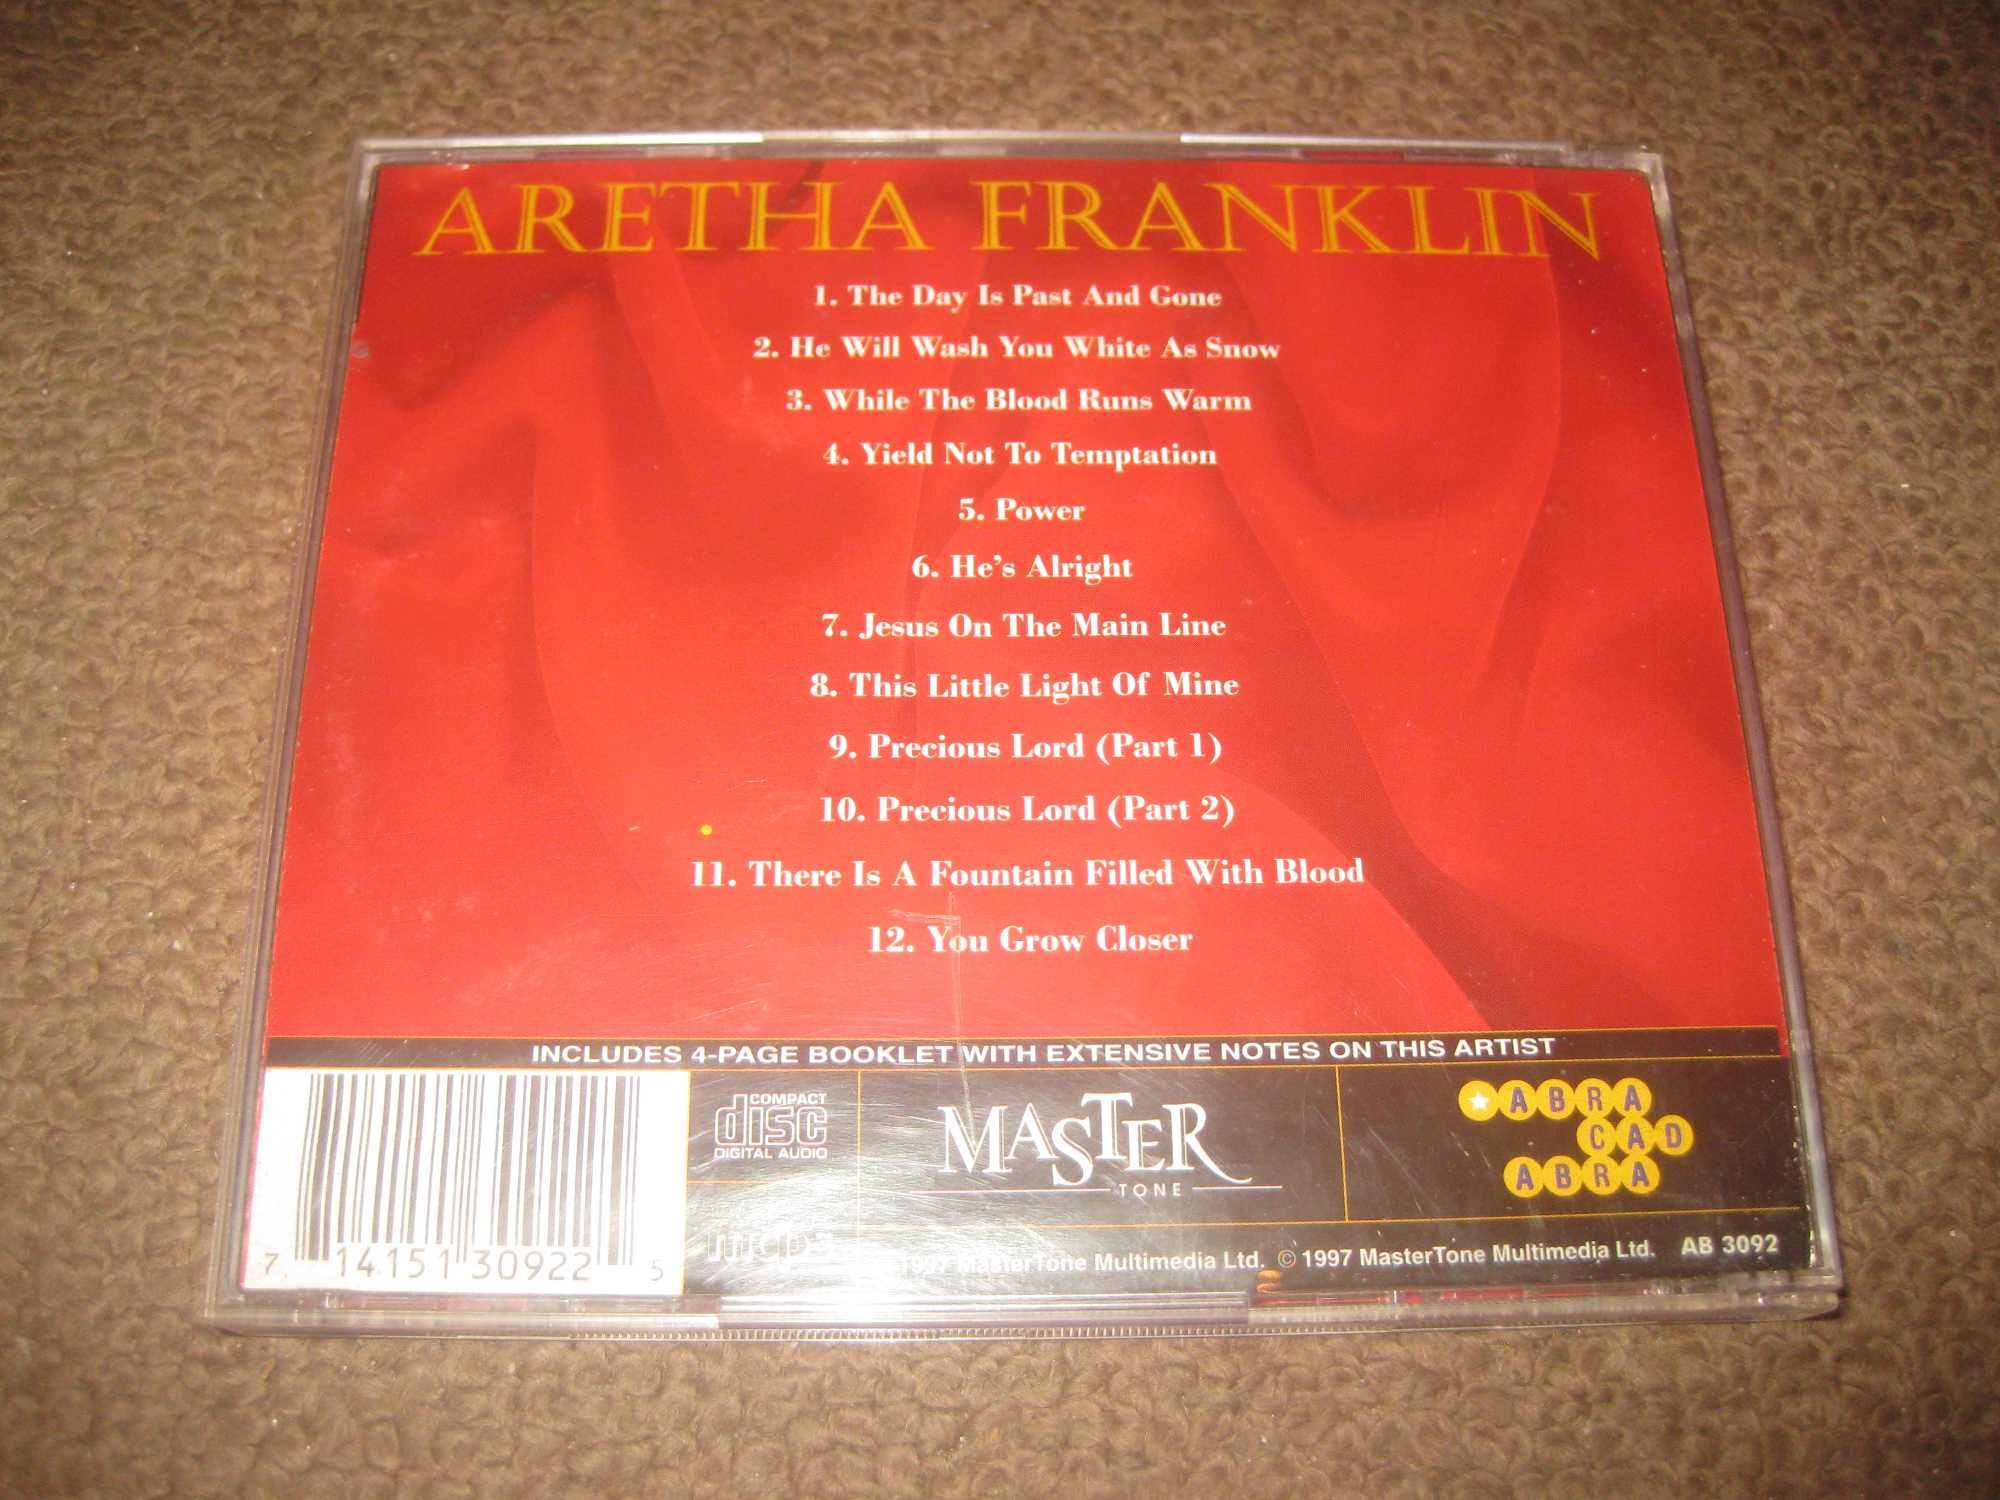 ARETHA FRANKLIN
1. The Day Is Past And Gone
2. He Will Wash You White As Snow
3. While The Blood Runs Warm
4. Yield Not To Temptation
5. Power
6. He's Alright
7. Jesus On The Main Line
8. This Little Light Of Mine
9. Precious Lord (Part 1)
10. Precious Lord (Part 2)
11. There Is A Fountain Filled With Blood
12. You Grow Closer
INCLUDES 4-PAGE BOOKLET WITH EXTENSIVE NOTES ON THIS ARTIST
COMPACT
disc
DIGITAL AUDIO
MASTER
TONE
ABRA
CAD
ABRA
mcps
1997 MasterTone Multimedia Ltd. © 1997 MasterTone Multimedia Ltd. AB 3092
7 14151 30922 5